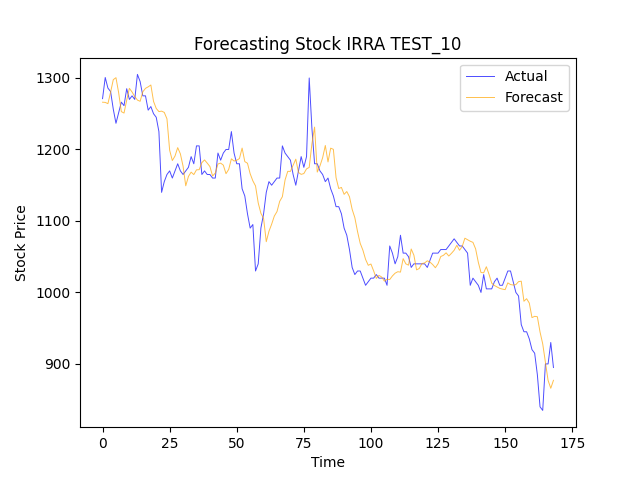 Forecasting Stock IRRA TEST_10
Actual
Forecast
1300
1200
1100
1000
900
Stock Price
0 25 50 75 100 125 150 175
Time